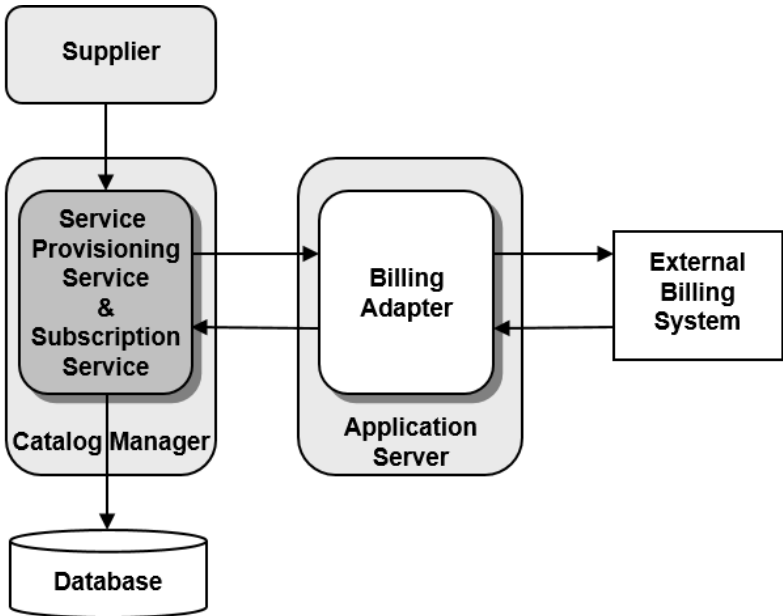 Supplier
Service
Provisioning
Service
&
Subscription
Service
Catalog Manager
Billing
Adapter
Application
Server
External
Billing
System
Database